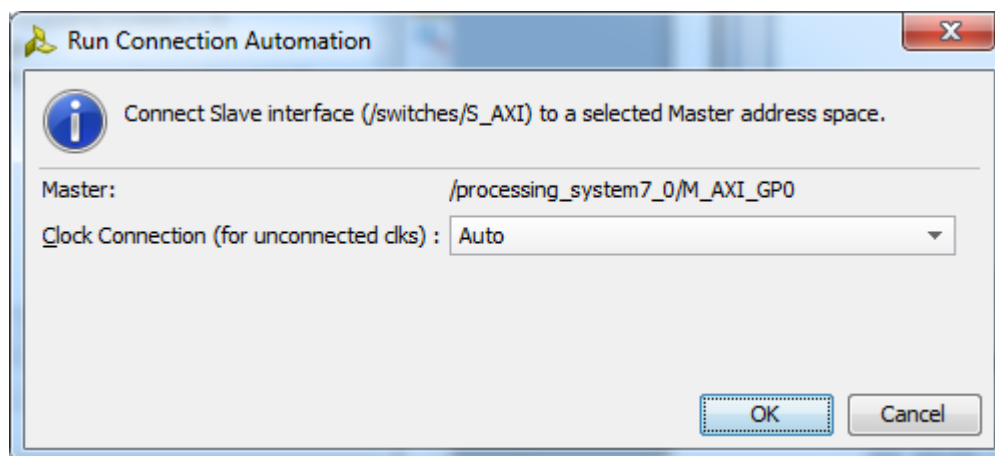 Run Connection Automation
Connect Slave interface (/switches/S_AXI) to a selected Master address space.
Master: /processing_system7_0/M_AXI_GP0
Clock Connection (for unconnected clks) : Auto
OK Cancel